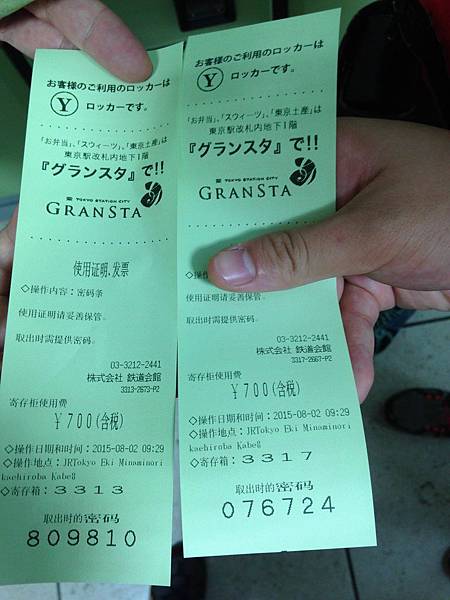 お客様のご利用のロッカーは
Y ロッカーです。
「お弁当」、「スウィーツ」、「東京土産」は
東京駅改札内地下1階
『グランスタ』で!!
TOKYO STATION CITY
GRANSTA
使用证明.发票
◇操作内容：密码条
使用证明请妥善保管。
取出时需提供密码。
03-3212-2441
株式会社 鉄道会館
3313-2673-P2
寄存柜使用费
￥700(含税)
◇操作日期和时间：2015-08-02 09:29
◇操作地点：JRTokyo Eki Minaminori
kaehiroba Kabeg
◇寄存箱：3313
取出时的密码
809810
お客様のご利用のロッカーは
Y ロッカーです。
「お弁当」、「スウィーツ」、「東京土産」は
東京駅改札内地下1階
『グランスタ』で!!
TOKYO STATION CITY
GRANSTA
◇操作
使用证明请妥善保管。
取出时需提供密码。
03-3212-2441
株式会社 鉄道会館
3317-2667-P2
寄存柜使用费
￥700(含税)
◇操作日期和时间：2015-08-02 09:29
◇操作地点：JRTokyo Eki Minaminori
kaehiroba Kabeg
◇寄存箱：3317
取出时的密码
076724